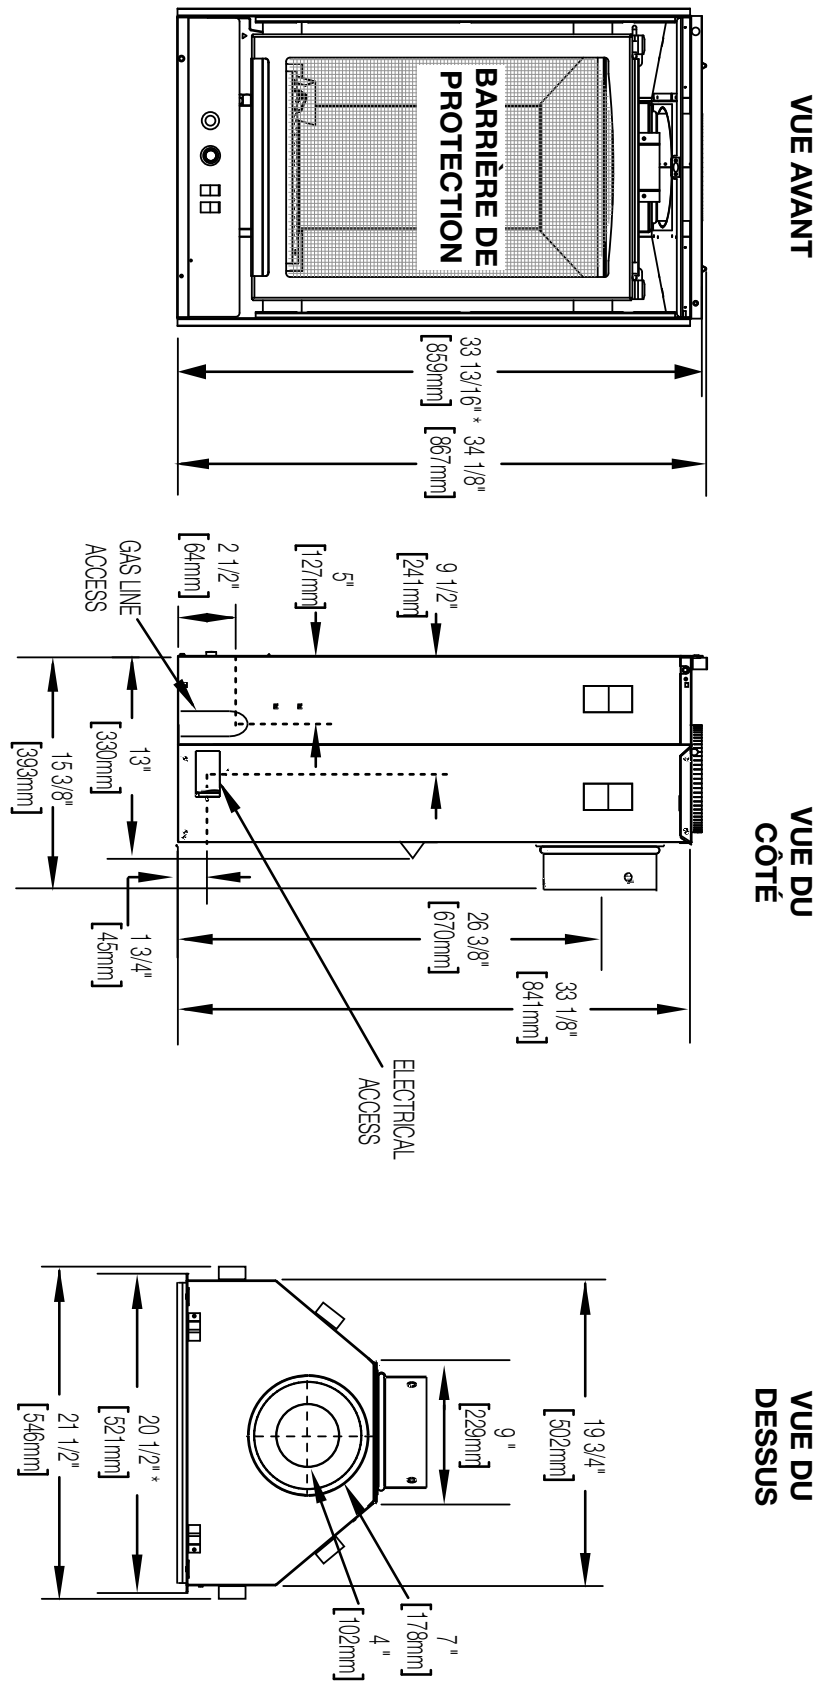 VUE AVANT
BARRIÈRE DE
PROTECTION
33 13/16" *
[859mm]
34 1/8"
[867mm]
VUE DU
CÔTÉ
9 1/2"
[241mm]
5"
[127mm]
2 1/2"
[64mm]
GAS LINE
ACCESS
13"
[330mm]
15 3/8"
[393mm]
1 3/4"
[45mm]
26 3/8"
[670mm]
33 1/8"
[841mm]
ELECTRICAL
ACCESS
VUE DU
DESSUS
19 3/4"
[502mm]
9 "
[229mm]
20 1/2" *
[521mm]
21 1/2"
[546mm]
7 "
[178mm]
4 "
[102mm]